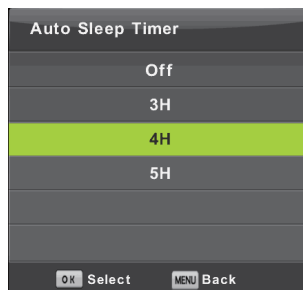 Auto Sleep Timer
Off
3H
4H
5H
OK Select MENU Back